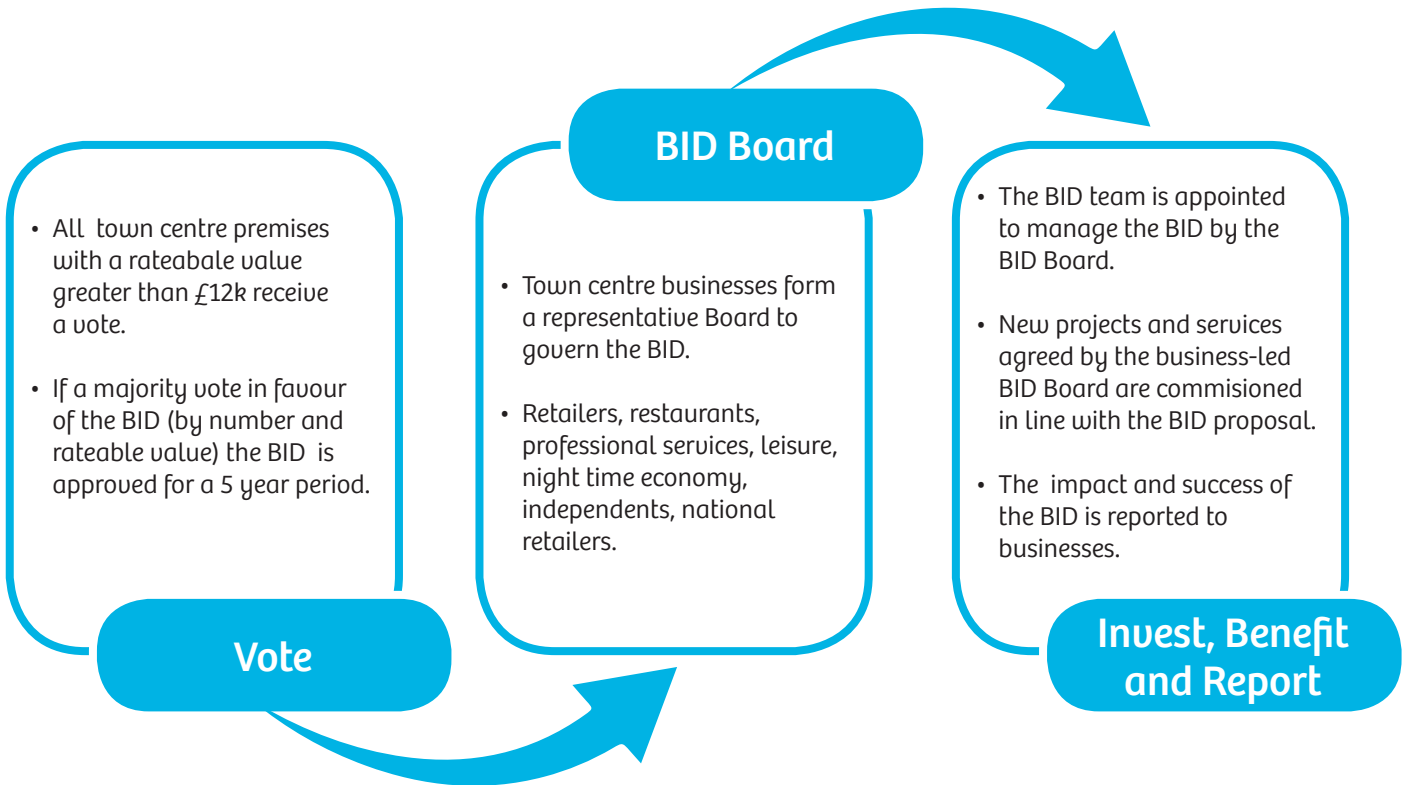 • All town centre premises
with a rateabale value
greater than £12k receive
a vote.
• If a majority vote in favour
of the BID (by number and
rateable value) the BID is
approved for a 5 year period.
Vote
BID Board
• Town centre businesses form
a representative Board to
govern the BID.
• Retailers, restaurants,
professional services, leisure,
night time economy,
independents, national
retailers.
• The BID team is appointed
to manage the BID by the
BID Board.
• New projects and services
agreed by the business-led
BID Board are commisioned
in line with the BID proposal.
• The impact and success of
the BID is reported to
businesses.
Invest, Benefit
and Report